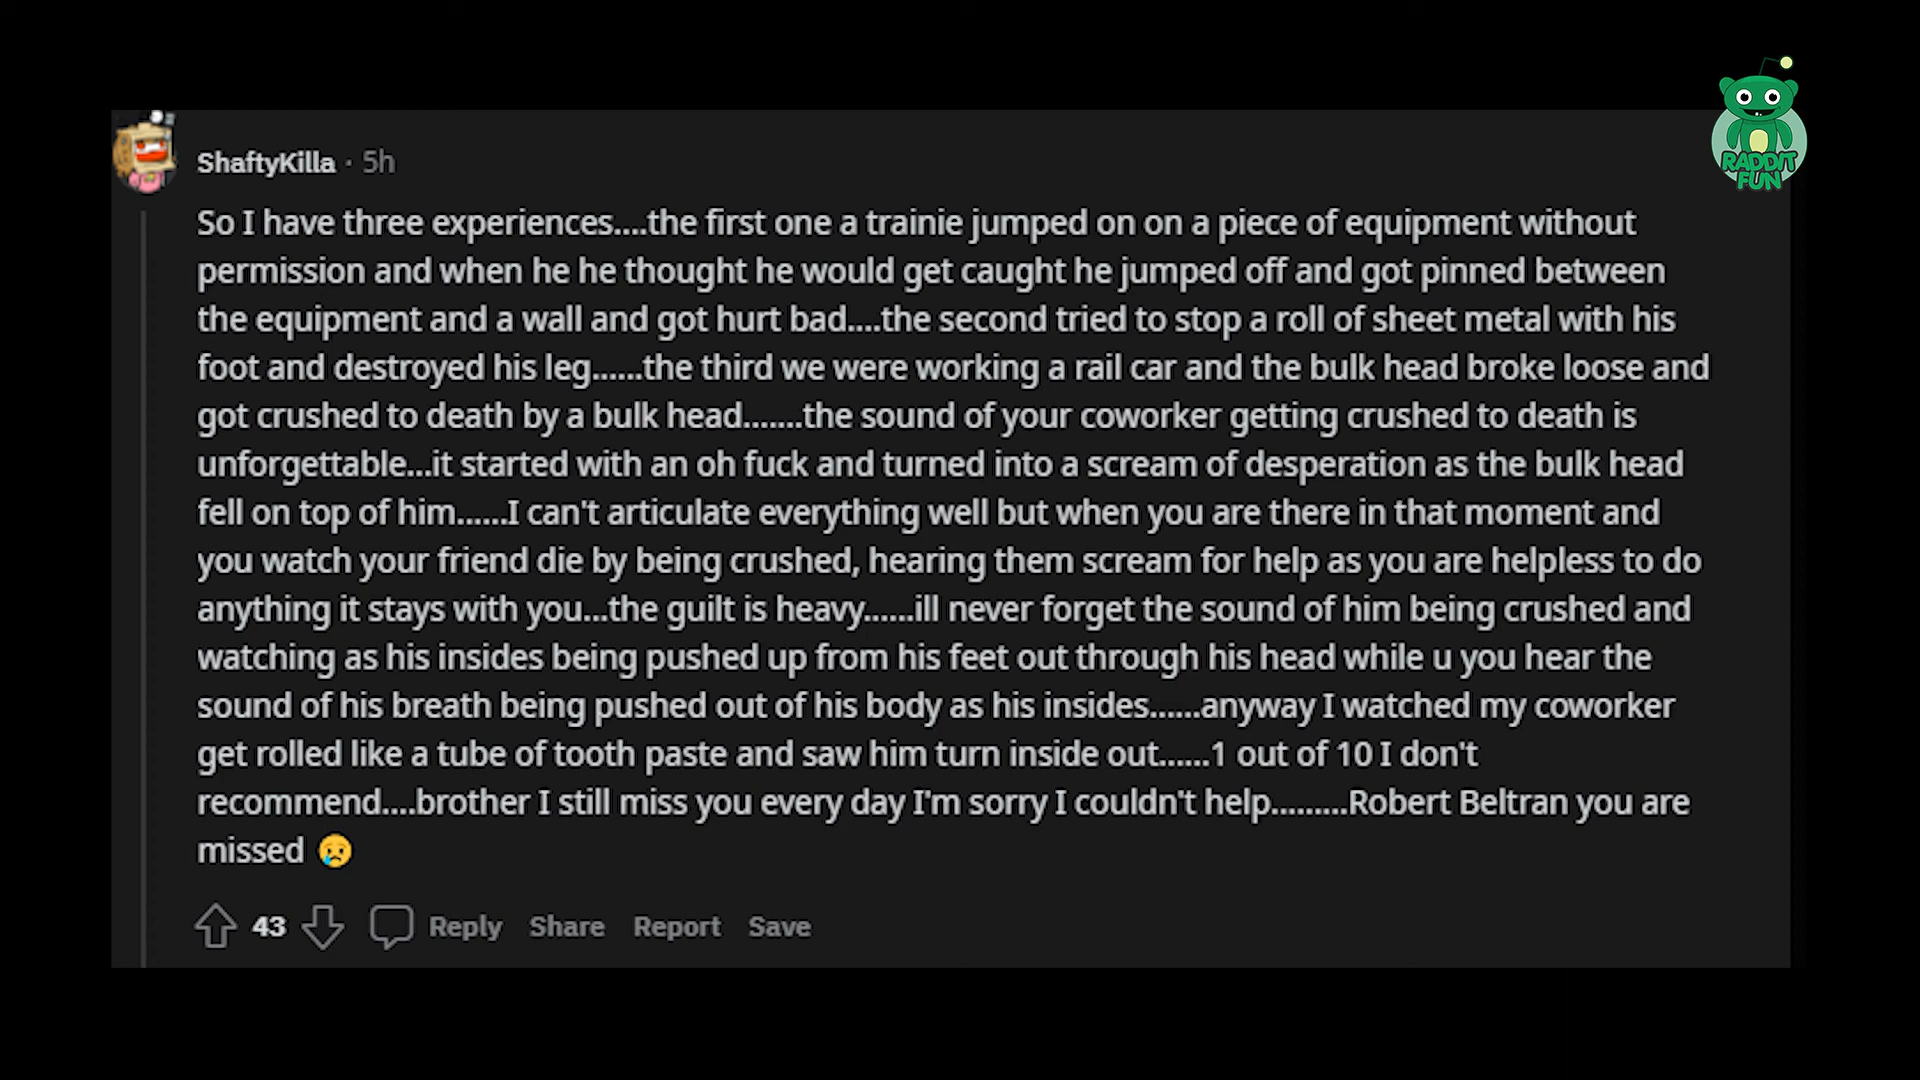 RADDIT
FUN
ShaftyKilla · 5h
So I have three experiences....the first one a trainie jumped on on a piece of equipment without
permission and when he he thought he would get caught he jumped off and got pinned between
the equipment and a wall and got hurt bad....the second tried to stop a roll of sheet metal with his
foot and destroyed his leg......the third we were working a rail car and the bulk head broke loose and
got crushed to death by a bulk head.......the sound of your coworker getting crushed to death is
unforgettable...it started with an oh fuck and turned into a scream of desperation as the bulk head
fell on top of him......I can't articulate everything well but when you are there in that moment and
you watch your friend die by being crushed, hearing them scream for help as you are helpless to do
anything it stays with you...the guilt is heavy......ill never forget the sound of him being crushed and
watching as his insides being pushed up from his feet out through his head while u you hear the
sound of his breath being pushed out of his body as his insides......anyway I watched my coworker
get rolled like a tube of tooth paste and saw him turn inside out......1 out of 10 I don't
recommend....brother I still miss you every day I'm sorry I couldn't help.........Robert Beltran you are
missed 😢
43 Reply Share Report Save